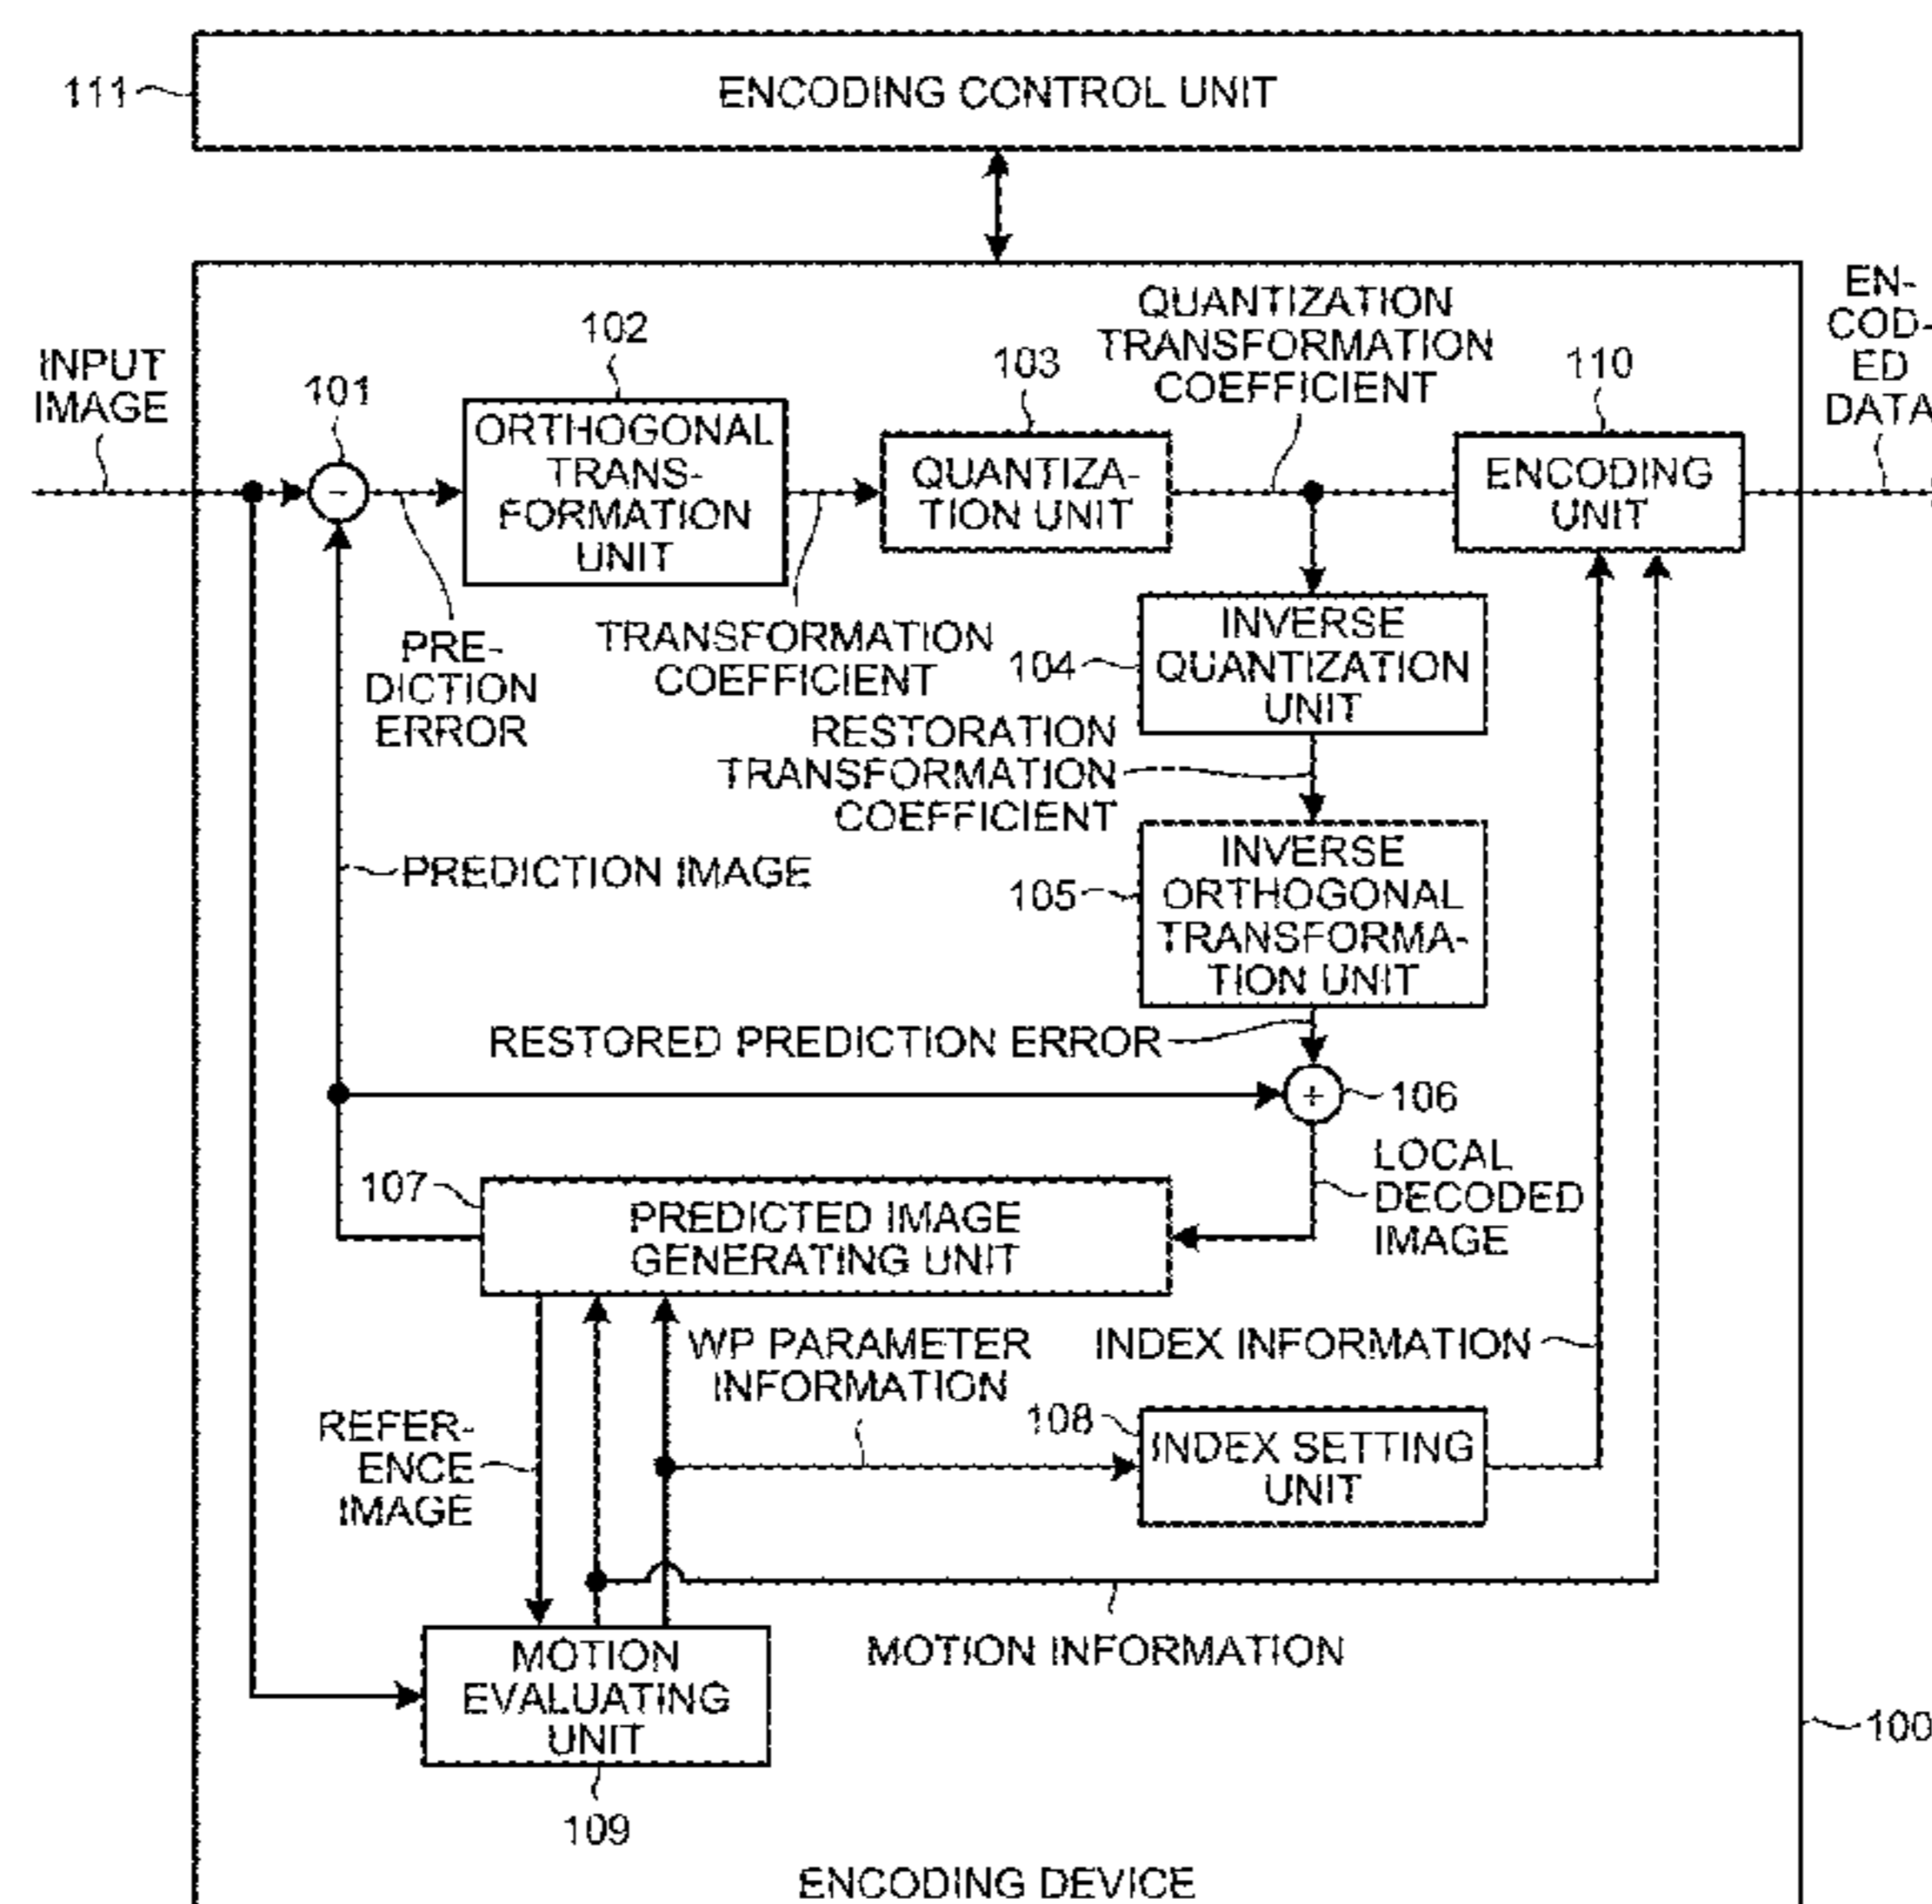 111
ENCODING CONTROL UNIT
INPUT
IMAGE
101
-
102
ORTHOGONAL
TRANS-
FORMATION
UNIT
103
QUANTIZA-
TION UNIT
QUANTIZATION
TRANSFORMATION
COEFFICIENT
110
ENCODING
UNIT
EN-
COD-
ED
DATA
PRE-
DICTION
ERROR
TRANSFORMATION
COEFFICIENT
104
INVERSE
QUANTIZATION
UNIT
RESTORATION
TRANSFORMATION
COEFFICIENT
PREDICTION IMAGE
105
INVERSE
ORTHOGONAL
TRANSFORMA-
TION UNIT
RESTORED PREDICTION ERROR
+
106
LOCAL
DECODED
IMAGE
107
PREDICTED IMAGE
GENERATING UNIT
WP PARAMETER
INFORMATION
INDEX INFORMATION
REFER-
ENCE
IMAGE
108
INDEX SETTING
UNIT
MOTION INFORMATION
MOTION
EVALUATING
UNIT
109
100
ENCODING DEVICE